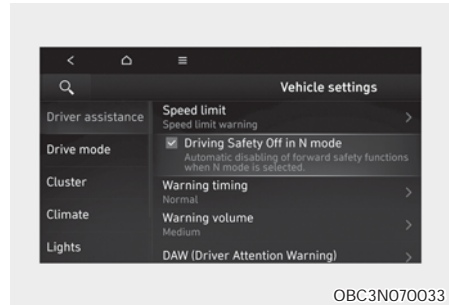 Vehicle settings
Driver assistance
Drive mode
Cluster
Climate
Lights
Speed limit
Speed limit warning
Driving Safety Off in N mode
Automatic disabling of forward safety functions
when N mode is selected.
Warning timing
Normal
Warning volume
Medium
DAW (Driver Attention Warning)
OBC3N070033